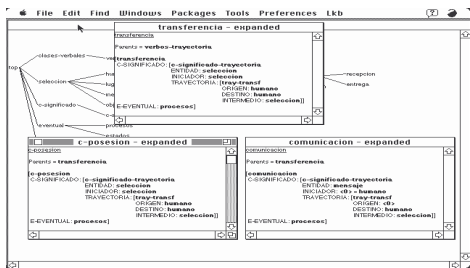 File Edit Find Windows Packages Tools Preferences Lkb
transferencia - expanded
transferencia
Parents = verbos-trayectoria
C-SIGNIFICADO: [e-significado-trayectoria
ENTIDAD: seleccion
INICIADOR: seleccion
TRAYECTORIA: [tray-transf
ORIGEN: humano
DESTINO: humano
INTERMEDIO: seleccion]]
E-EVENTUAL: procesos]
top
clases-verbales
seleccion
c-significado
eventual
procesos
estados
recepcion
entrega
c-posesion - expanded
c-posesion
Parents = transferencia
[c-posesion
C-SIGNIFICADO: [e-significado-trayectoria
ENTIDAD: seleccion
INICIADOR: seleccion
TRAYECTORIA: [tray-transf
ORIGEN: humano
DESTINO: humano
INTERMEDIO: seleccion]]
E-EVENTUAL: procesos]
comunicacion - expanded
comunicacion
Parents = transferencia
[comunicacion
C-SIGNIFICADO: [e-significado-trayectoria
ENTIDAD: mensaje
INICIADOR: <0> = humano
TRAYECTORIA: [tray-transf
ORIGEN: <0>
DESTINO: humano
INTERMEDIO: seleccion]]
E-EVENTUAL: procesos]